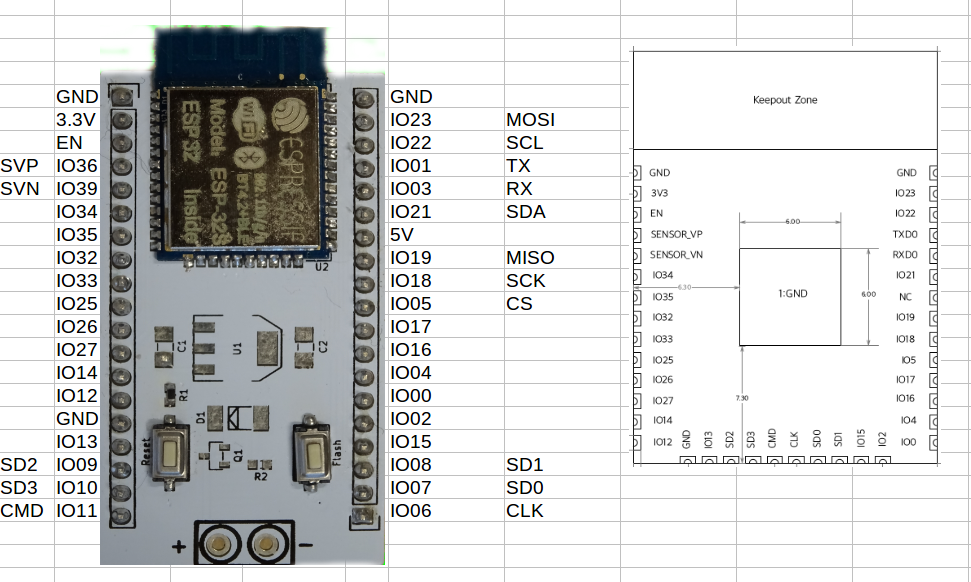 GND
3.3V
EN
SVP IO36
SVN IO39
IO34
IO35
IO32
IO33
IO25
IO26
IO27
IO14
IO12
GND
IO13
SD2 IO09
SD3 IO10
CMD IO11
ESPRESSIF
WiFi
Model: ESP-32S
ESP32 Inside
U2
C1
U1
C2
R1
D1
Reset
Q1
R2
Flash
+ -
GND
IO23 MOSI
IO22 SCL
IO01 TX
IO03 RX
IO21 SDA
5V
IO19 MISO
IO18 SCK
IO05 CS
IO17
IO16
IO04
IO00
IO02
IO15
IO08 SD1
IO07 SD0
IO06 CLK
Keepout Zone
GND
3V3
EN
SENSOR_VP
SENSOR_VN
IO34
IO35
IO32
IO33
IO25
IO26
IO27
IO14
IO12
GND
IO13
SD2
SD3
CMD
CLK
SD0
SD1
IO15
IO2
GND
IO23
IO22
TXD0
RXD0
IO21
NC
IO19
IO18
IO5
IO17
IO16
IO4
IO0
6.00
6.00
6.30
7.30
1:GND